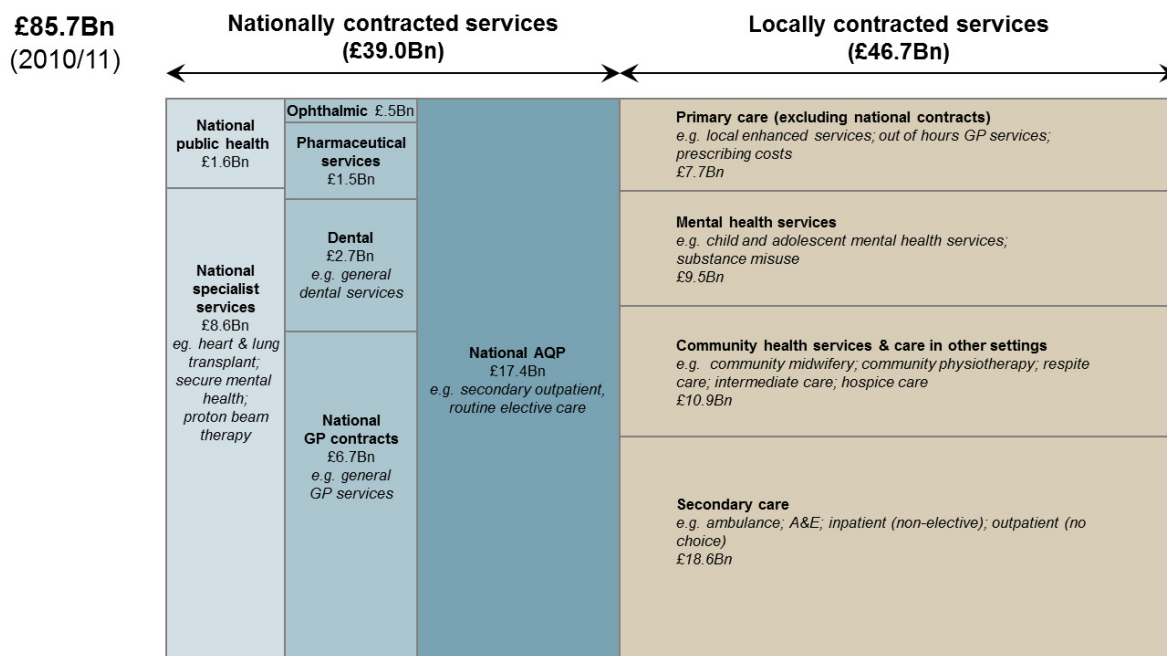 £85.7Bn
(2010/11)
Nationally contracted services
(£39.0Bn)
Locally contracted services
(£46.7Bn)
National
public health
£1.6Bn
National
specialist
services
£8.6Bn
eg. heart & lung
transplant;
secure mental
health;
proton beam
therapy
Ophthalmic £.5Bn
Pharmaceutical
services
£1.5Bn
Dental
£2.7Bn
e.g. general
dental services
National
GP contracts
£6.7Bn
e.g. general
GP services
National AQP
£17.4Bn
e.g. secondary outpatient,
routine elective care
Primary care (excluding national contracts)
e.g. local enhanced services; out of hours GP services;
prescribing costs
£7.7Bn
Mental health services
e.g. child and adolescent mental health services;
substance misuse
£9.5Bn
Community health services & care in other settings
e.g. community midwifery; community physiotherapy; respite
care; intermediate care; hospice care
£10.9Bn
Secondary care
e.g. ambulance; A&E; inpatient (non-elective); outpatient (no
choice)
£18.6Bn